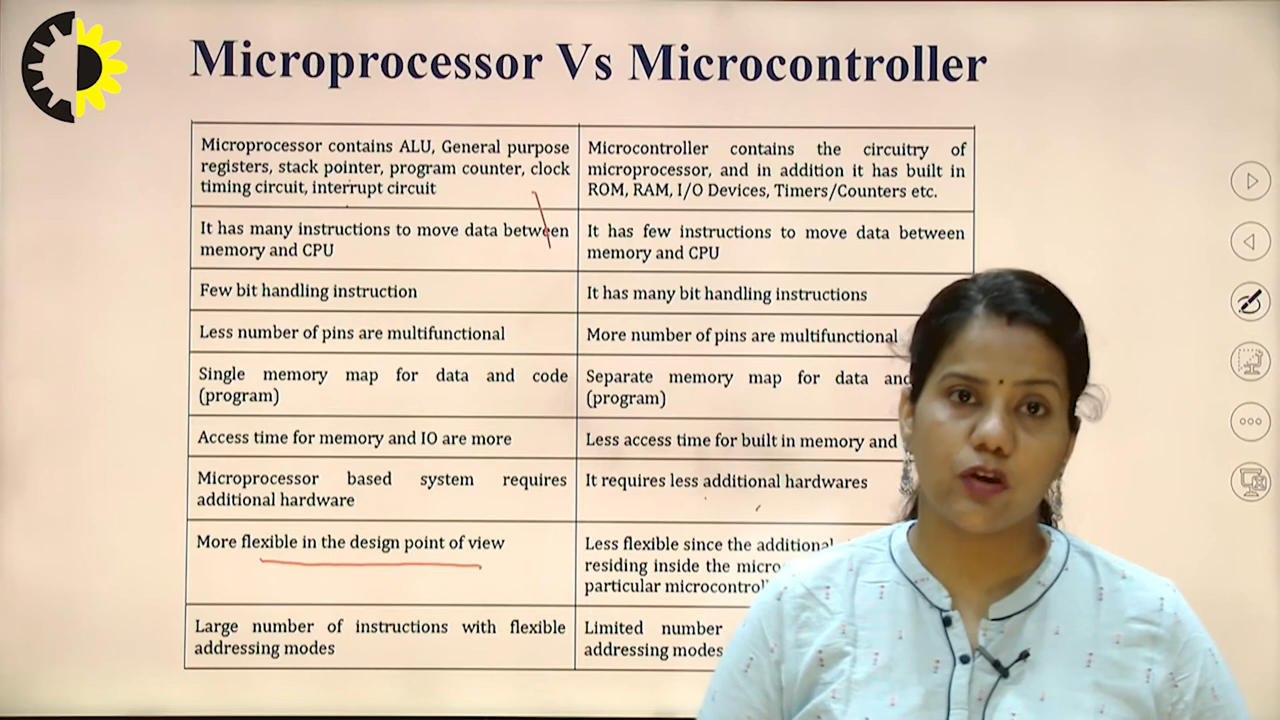 Microprocessor Vs Microcontroller
Microprocessor contains ALU, General purpose
registers, stack pointer, program counter, clock
timing circuit, interrupt circuit
Microcontroller contains the circuitry of
microprocessor, and in addition it has built in
ROM, RAM, I/O Devices, Timers/Counters etc.
It has many instructions to move data between
memory and CPU
It has few instructions to move data between
memory and CPU
Few bit handling instruction
It has many bit handling instructions
Less number of pins are multifunctional
More number of pins are multifunctional
Single memory map for data and code
(program)
Separate memory map for data and
(program)
Access time for memory and IO are more
Less access time for built in memory and
Microprocessor based system requires
additional hardware
It requires less additional hardwares
More flexible in the design point of view
Less flexible since the additional
residing inside the
particular
Large number of instructions with flexible
addressing modes
Limited number
addressing modes